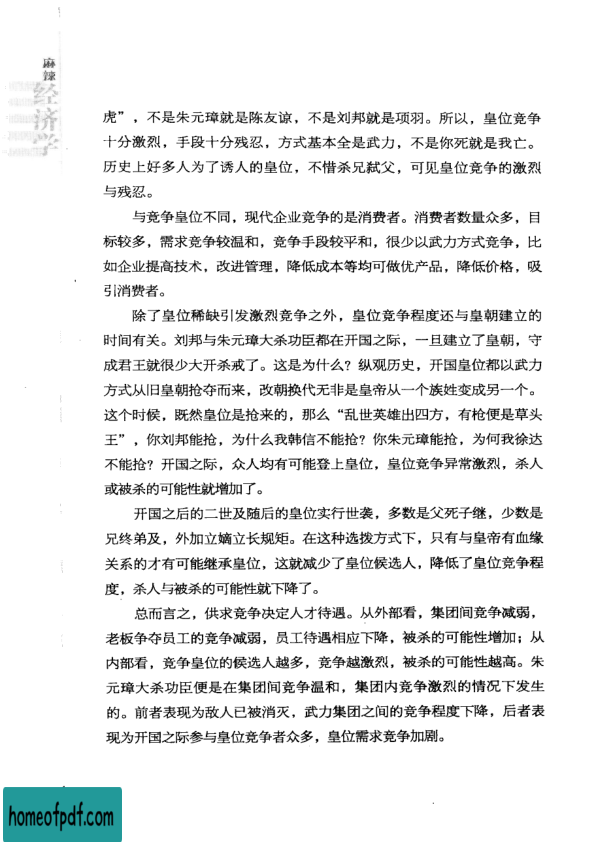 麻辣
经济学
虎”，不是朱元璋就是陈友谅，不是刘邦就是项羽。所以，皇位竞争
十分激烈，手段十分残忍，方式基本全是武力，不是你死就是我亡。
历史上好多人为了诱人的皇位，不惜杀兄弑父，可见皇位竞争的激烈
与残忍。
与竞争皇位不同，现代企业竞争的是消费者。消费者数量众多，目
标较多，需求竞争较温和，竞争手段较平和，很少以武力方式竞争，比
如企业提高技术，改进管理，降低成本等均可做优产品，降低价格，吸
引消费者。
除了皇位稀缺引发激烈竞争之外，皇位竞争程度还与皇朝建立的
时间有关。刘邦与朱元璋大杀功臣都在开国之际，一旦建立了皇朝，守
成君王就很少大开杀戒了。这是为什么？纵观历史，开国皇位都以武力
方式从旧皇朝抢夺而来，改朝换代无非是皇帝从一个族姓变成另一个。
这个时候，既然皇位是抢来的，那么“乱世英雄出四方，有枪便是草头
王”，你刘邦能抢，为什么我韩信不能抢？你朱元璋能抢，为何我徐达
不能抢？开国之际，众人均有可能登上皇位，皇位竞争异常激烈，杀人
或被杀的可能性就增加了。
开国之后的二世及随后的皇位实行世袭，多数是父死子继，少数是
兄终弟及，外加立嫡立长规矩。在这种选拨方式下，只有与皇帝有血缘
关系的才有可能继承皇位，这就减少了皇位候选人，降低了皇位竞争程
度，杀人与被杀的可能性就下降了。
总而言之，供求竞争决定人才待遇。从外部看，集团间竞争减弱，
老板争夺员工的竞争减弱，员工待遇相应下降，被杀的可能性增加；从
内部看，竞争皇位的候选人越多，竞争越激烈，被杀的可能性越高。朱
元璋大杀功臣便是在集团间竞争温和，集团内竞争激烈的情况下发生
的。前者表现为敌人已被消灭，武力集团之间的竞争程度下降，后者表
现为开国之际参与皇位竞争者众多，皇位需求竞争加剧。
homeofpdf.com